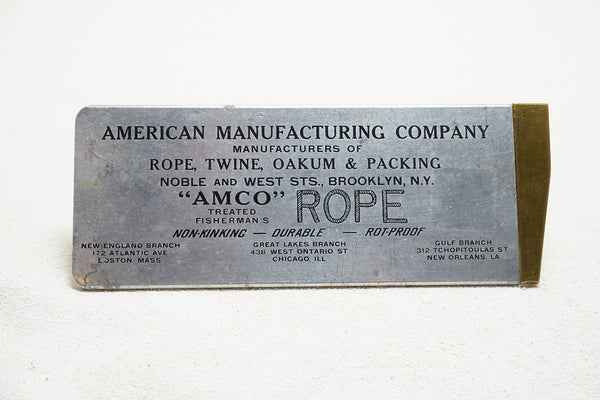 AMERICAN MANUFACTURING COMPANY
MANUFACTURERS OF
ROPE, TWINE, OAKUM & PACKING
NOBLE AND WEST STS., BROOKLYN, N.Y.
"AMCO" ROPE
TREATED
FISHERMAN'S
NON-KINKING — DURABLE — ROT-PROOF
NEW ENGLAND BRANCH
172 ATLANTIC AVE
BOSTON MASS
GREAT LAKES BRANCH
438 WEST ONTARIO ST
CHICAGO, ILL
GULF BRANCH
312 TCHOPITOULAS ST
NEW ORLEANS, LA